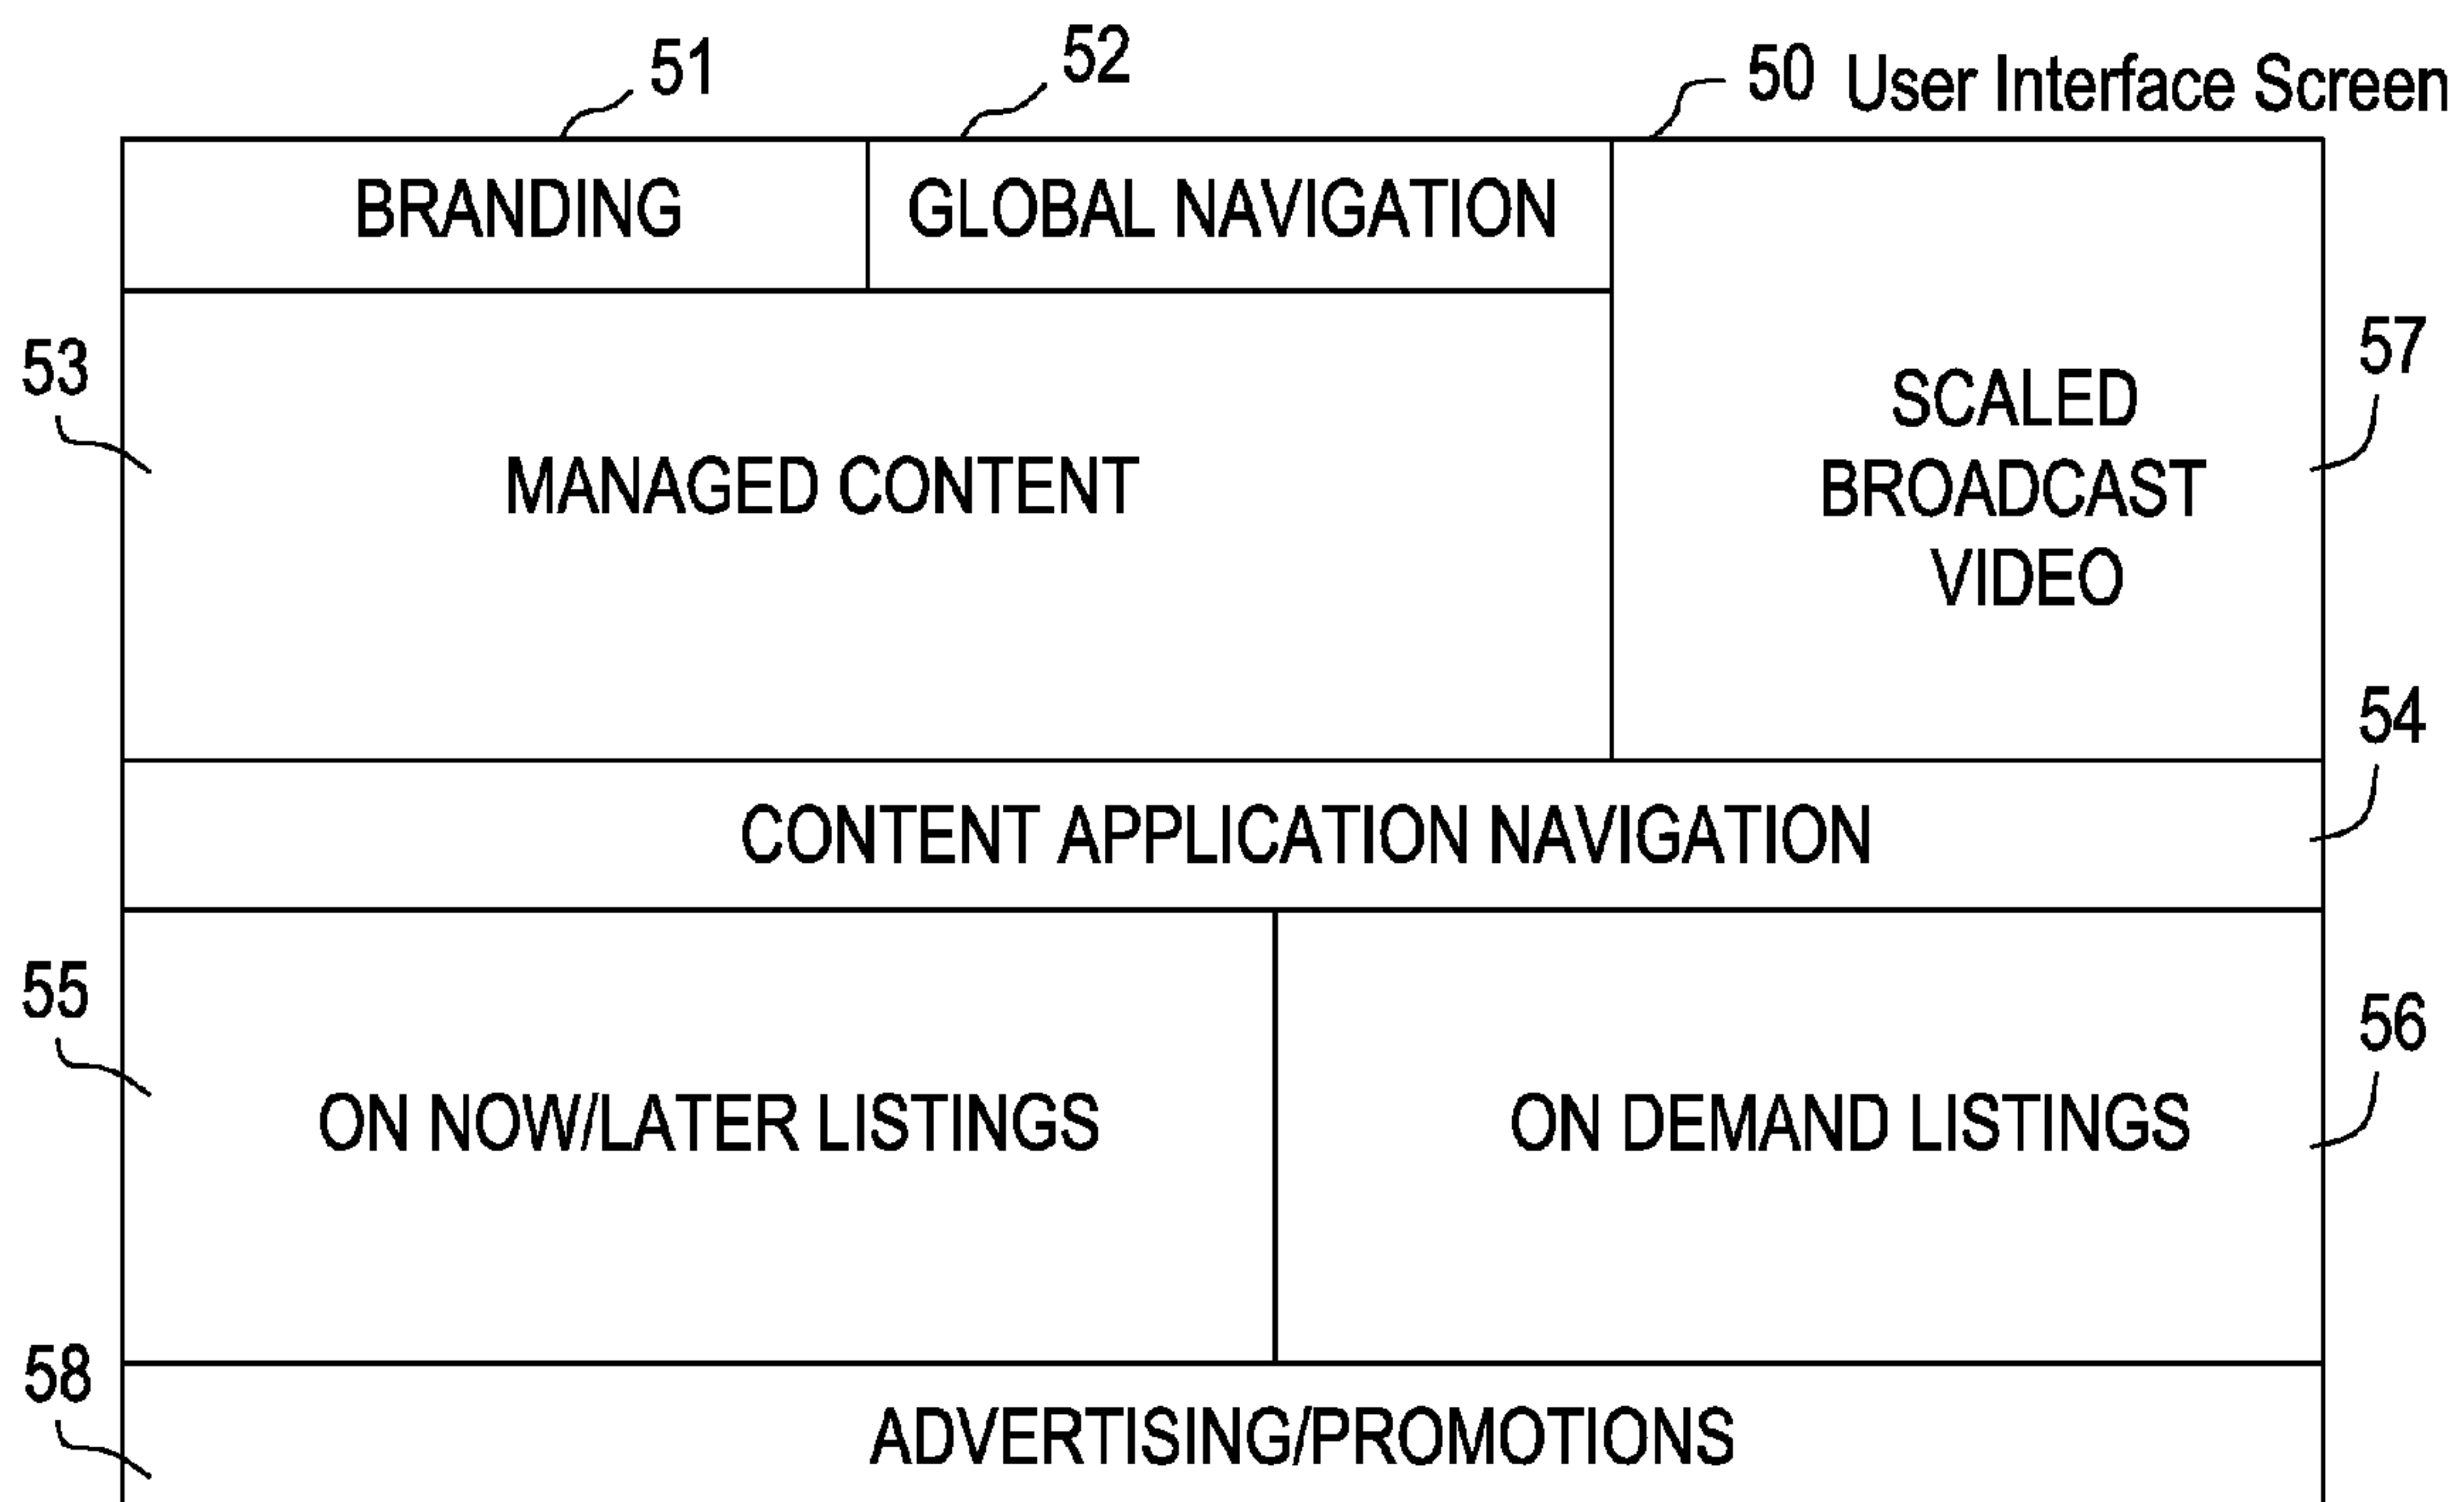 51
52
50 User Interface Screen
BRANDING
GLOBAL NAVIGATION
53
MANAGED CONTENT
57
SCALED
BROADCAST
VIDEO
54
CONTENT APPLICATION NAVIGATION
55
ON NOW/LATER LISTINGS
56
ON DEMAND LISTINGS
58
ADVERTISING/PROMOTIONS